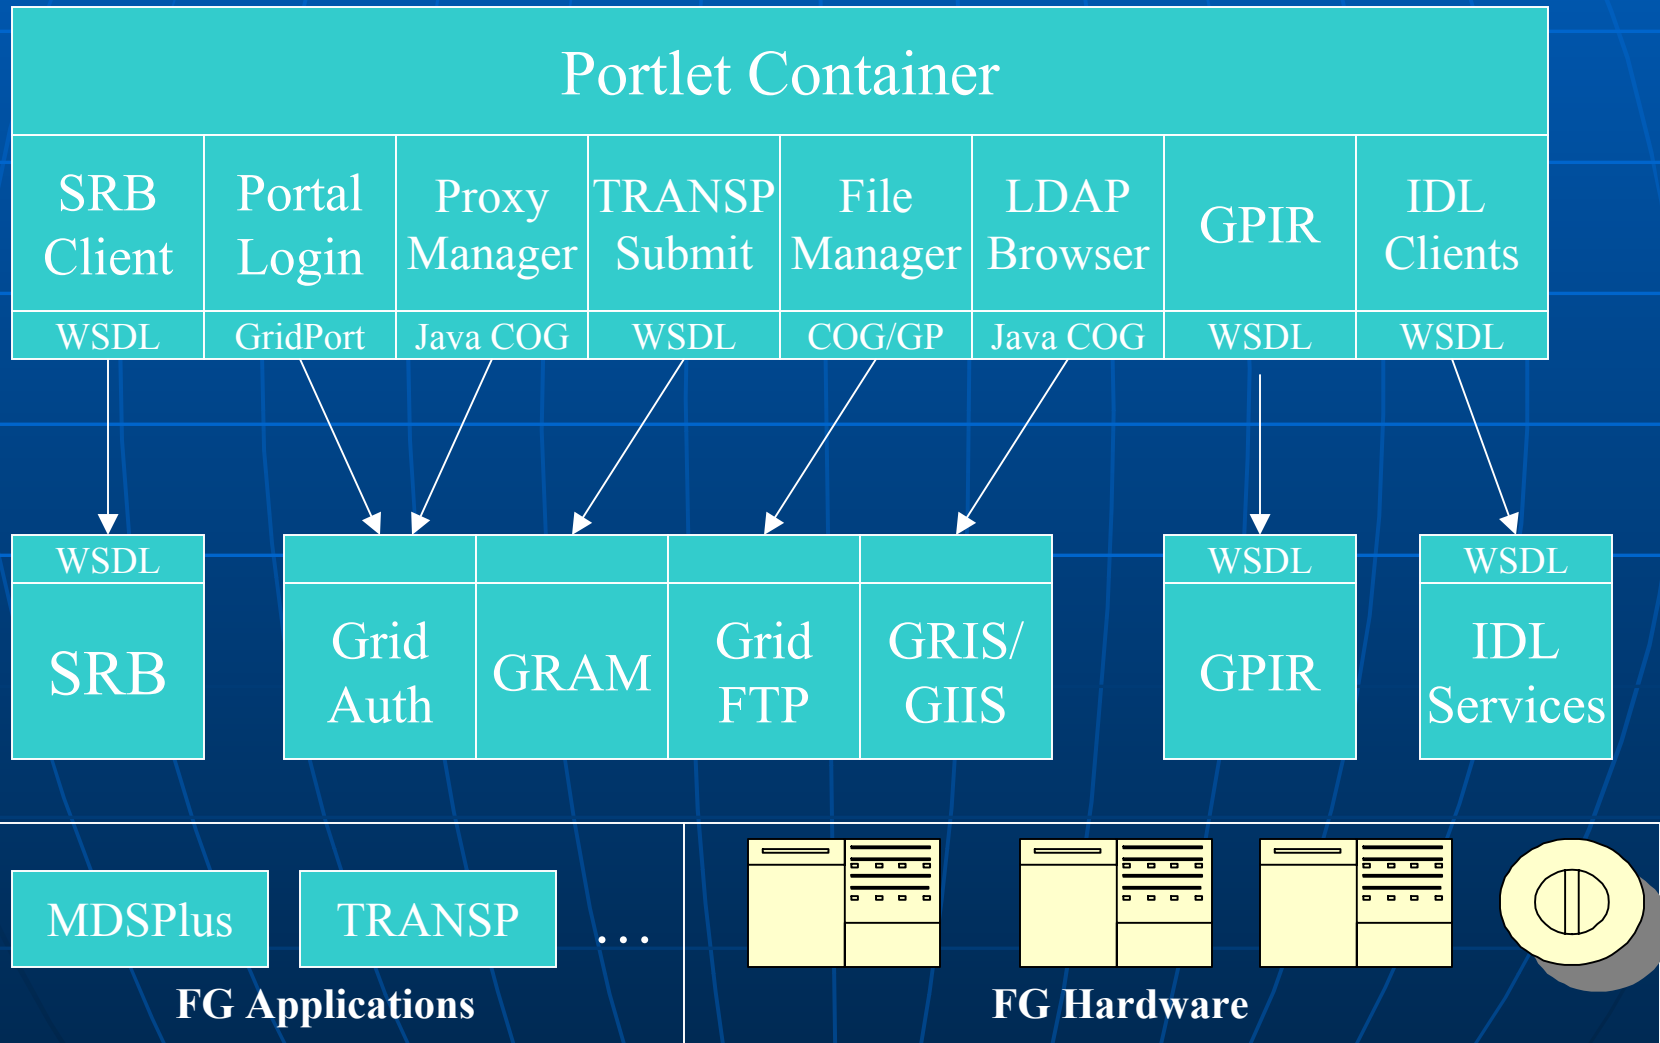 Portlet Container
SRB
Client
Portal
Login
Proxy
Manager
TRANSP
Submit
File
Manager
LDAP
Browser
GPIR
IDL
Clients
WSDL
GridPort
Java COG
WSDL
COG/GP
Java COG
WSDL
WSDL
WSDL
WSDL
WSDL
SRB
Grid
Auth
GRAM
Grid
FTP
GRIS/
GIIS
GPIR
IDL
Services
MDSPlus
TRANSP
…
FG Applications
FG Hardware